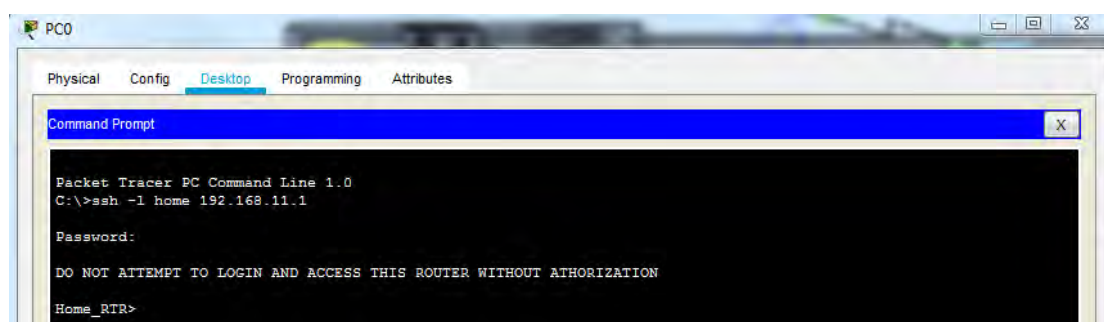 PC0
Physical Config Desktop Programming Attributes
Command Prompt
X
Packet Tracer PC Command Line 1.0
C:\>ssh -l home 192.168.11.1
Password:
DO NOT ATTEMPT TO LOGIN AND ACCESS THIS ROUTER WITHOUT ATHORIZATION
Home_RTR>